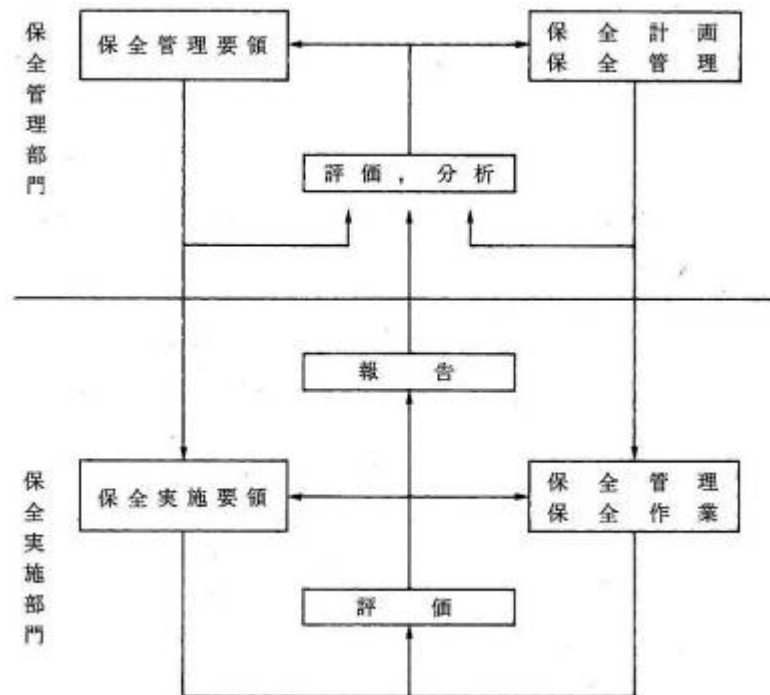 保全管理部門
保全管理要領
保全計画
保全管理
評価，分析
報告
保全実施部門
保全実施要領
保全管理
保全作業
評価